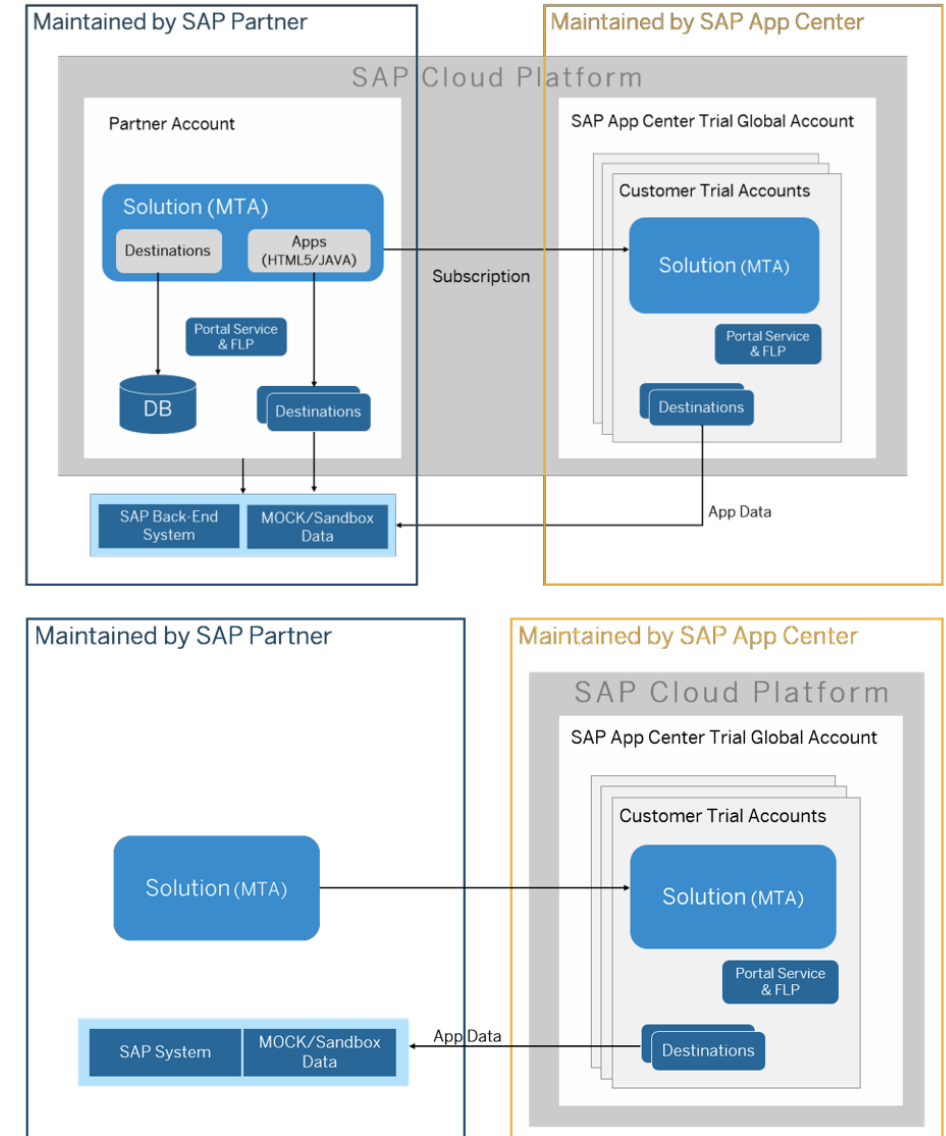 Maintained by SAP Partner
Maintained by SAP App Center
SAP Cloud Platform
Partner Account
SAP App Center Trial Global Account
Customer Trial Accounts
Solution (MTA)
Destinations
Apps
(HTML5/JAVA)
Subscription
Solution (MTA)
Portal Service
& FLP
Portal Service
& FLP
DB
Destinations
Destinations
SAP Back-End
System
MOCK/Sandbox
Data
App Data
Maintained by SAP Partner
Maintained by SAP App Center
SAP Cloud Platform
SAP App Center Trial Global Account
Customer Trial Accounts
Solution (MTA)
Solution (MTA)
Portal Service
& FLP
SAP System
MOCK/Sandbox
Data
App Data
Destinations